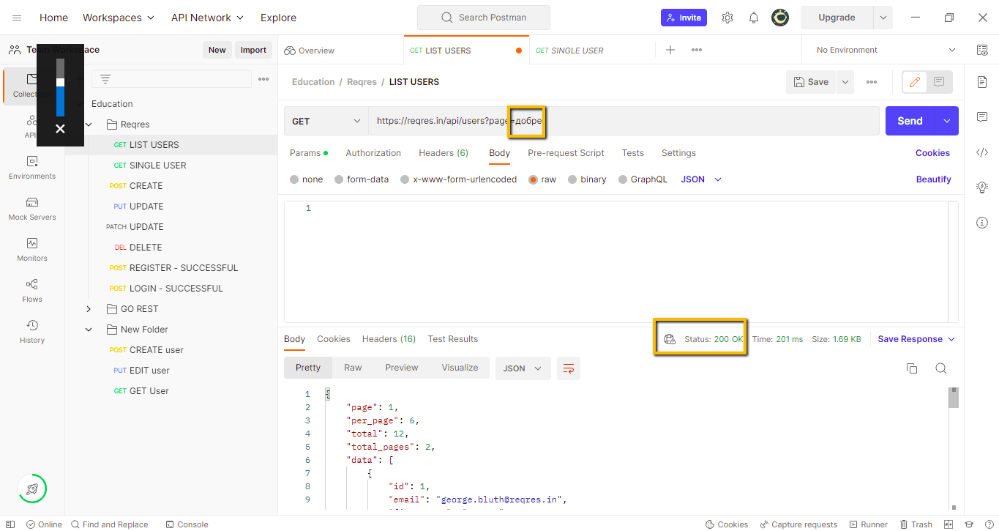 Home Workspaces API Network Explore Search Postman Invite Upgrade
Team Workspace New Import Overview GET LIST USERS GET SINGLE USER No Environment
Education / Reqres / LIST USERS Save
Collections
APIs
Environments
Mock Servers
Monitors
Flows
History
Education
Reqres
GET LIST USERS
GET SINGLE USER
POST CREATE
PUT UPDATE
PATCH UPDATE
DEL DELETE
POST REGISTER - SUCCESSFUL
POST LOGIN - SUCCESSFUL
GO REST
New Folder
POST CREATE user
PUT EDIT user
GET GET User
GET https://reqres.in/api/users?page=добре Send
Params Authorization Headers (6) Body Pre-request Script Tests Settings Cookies
none form-data x-www-form-urlencoded raw binary GraphQL JSON Beautify
1
Body Cookies Headers (16) Test Results Status: 200 OK Time: 201 ms Size: 1.69 KB Save Response
Pretty Raw Preview Visualize JSON
1 {
2 "page": 1,
3 "per_page": 6,
4 "total": 12,
5 "total_pages": 2,
6 "data": [
7 {
8 "id": 1,
9 "email": "george.bluth@reqres.in",
Online Find and Replace Console Cookies Capture requests Runner Trash